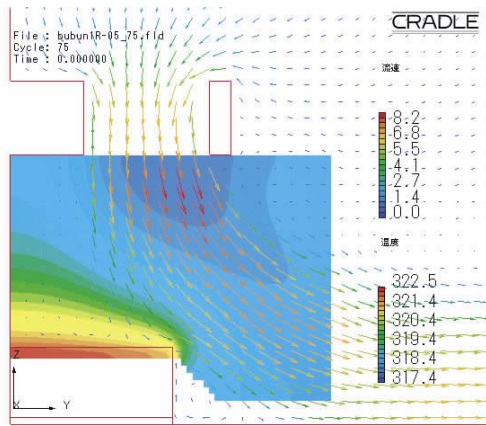 CRADLE
File : bubun1R-05_75.fld
Cycle: 75
Time : 0.000000
流速
8.2
6.8
5.5
4.1
2.7
1.4
0.0
温度
322.5
321.4
320.4
319.4
318.4
317.4
Z
X
Y